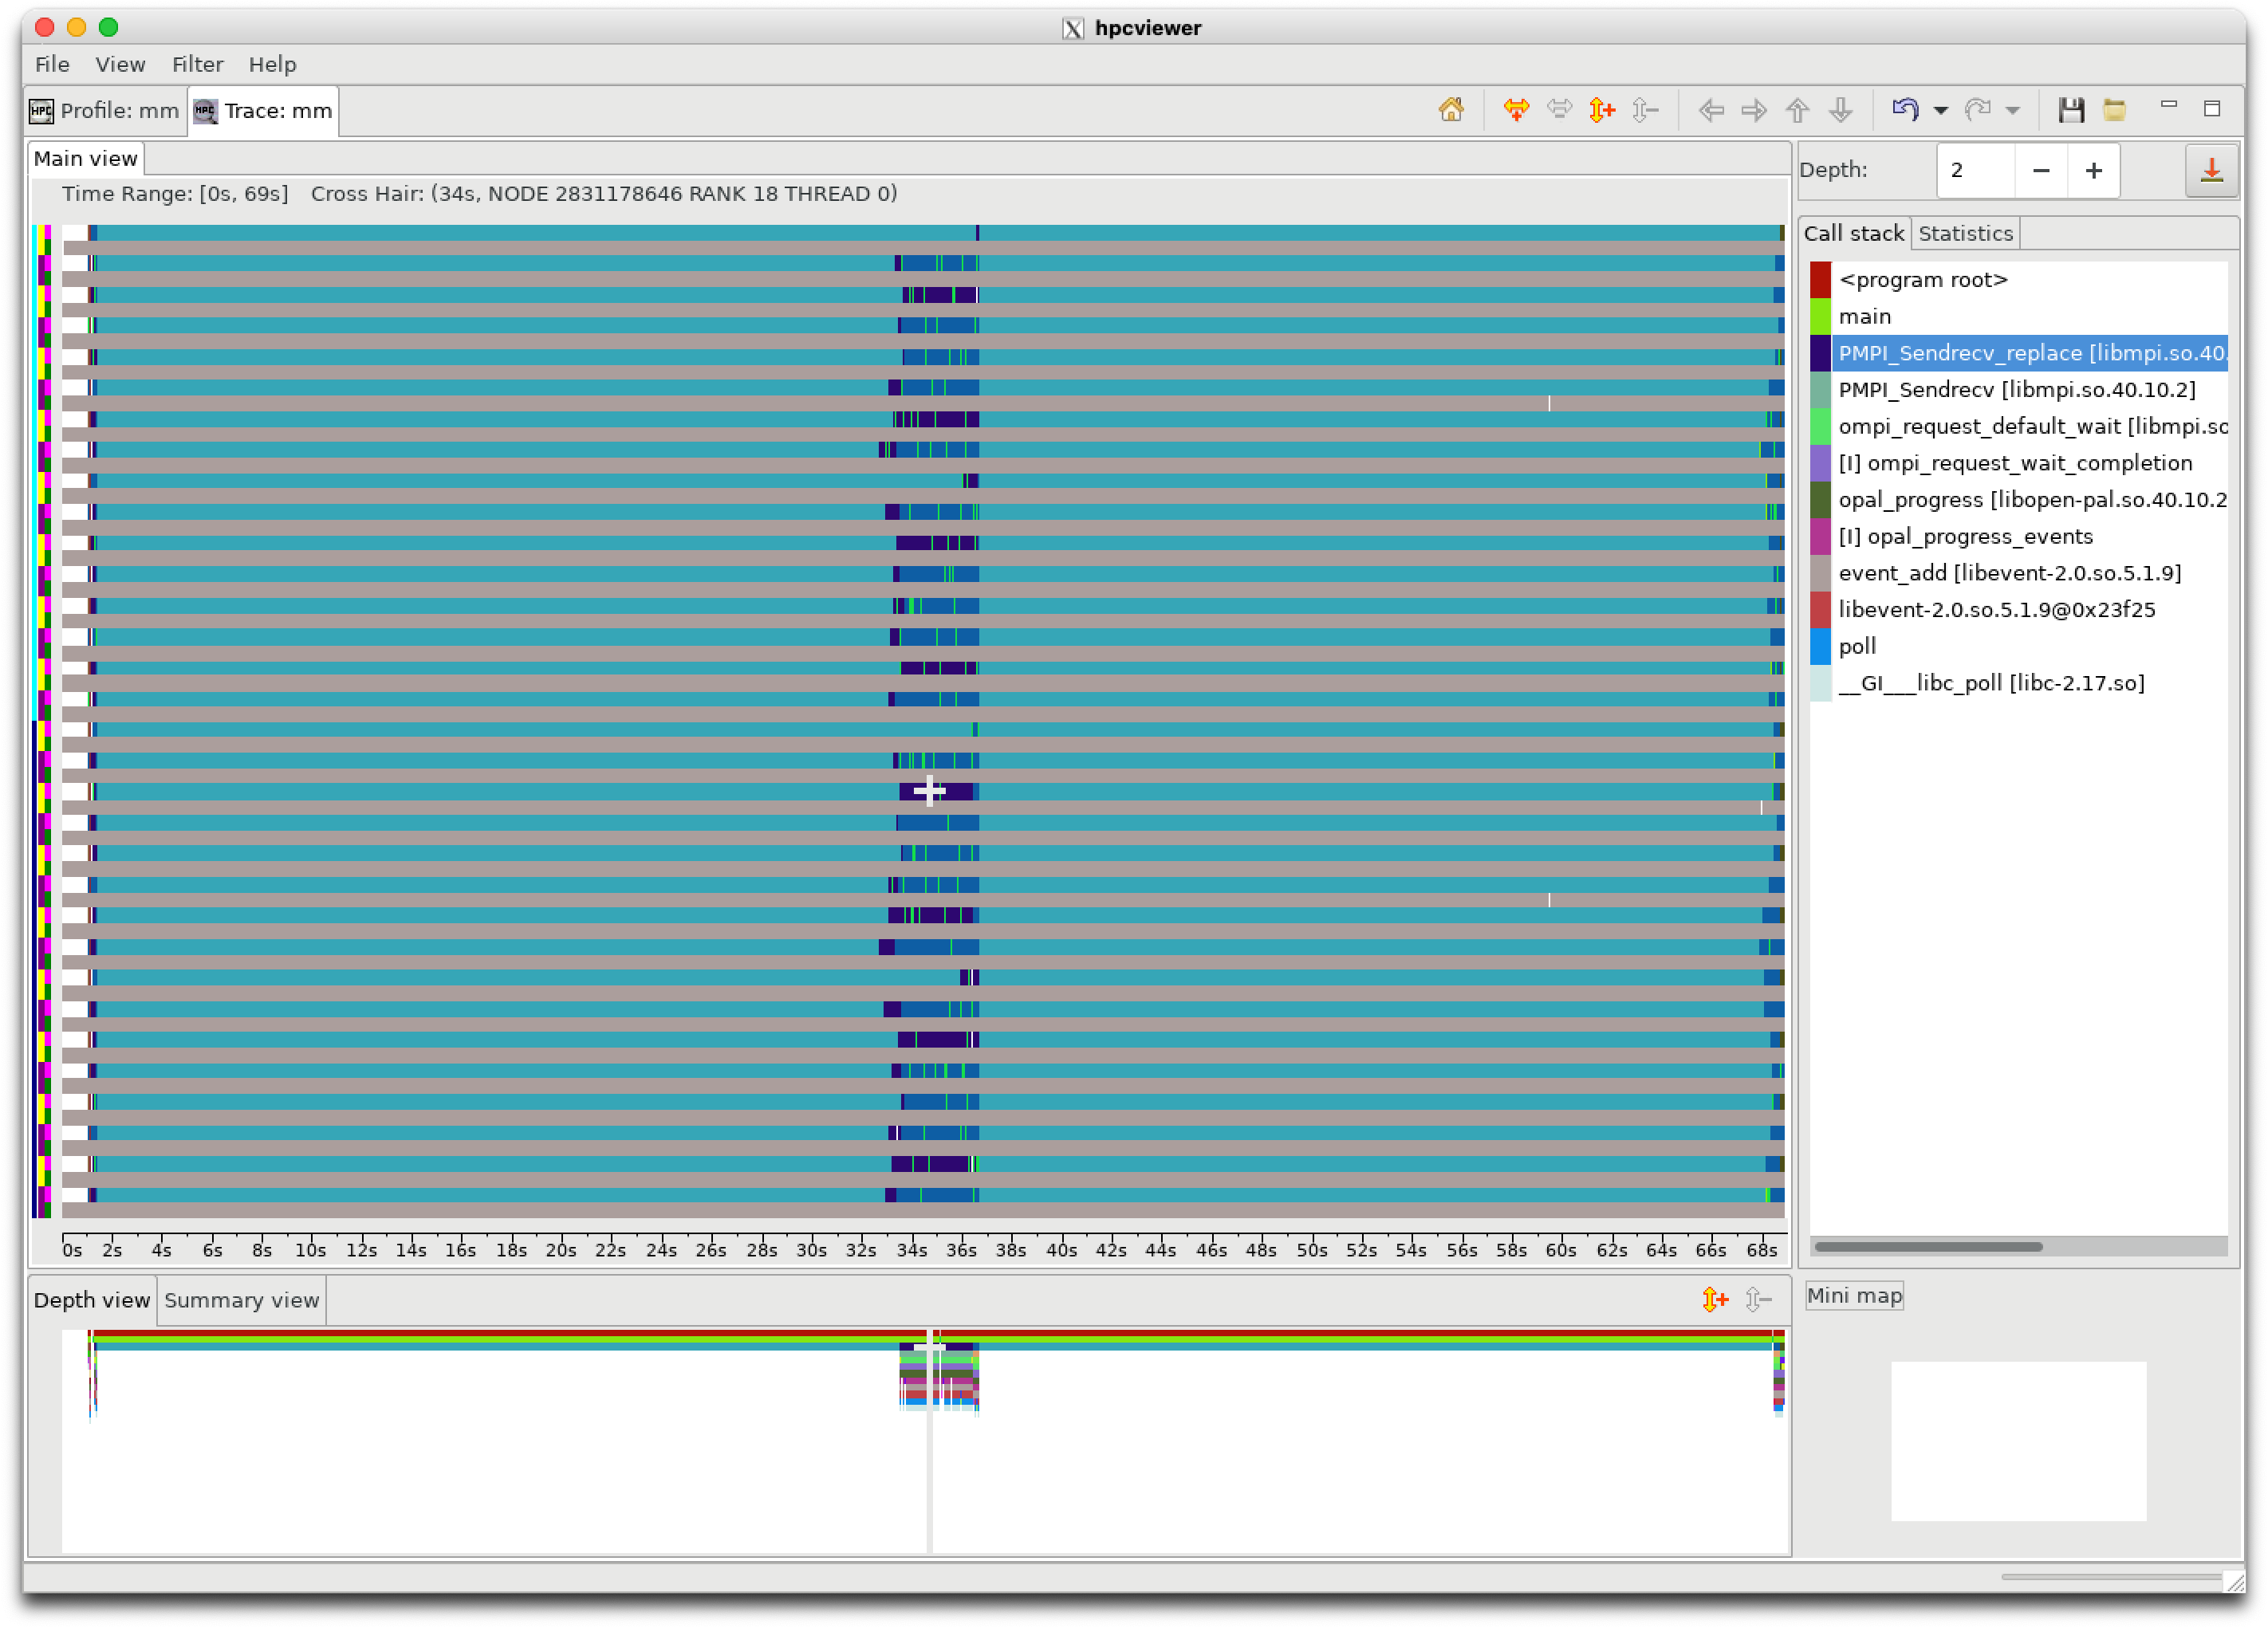 hpcviewer
File View Filter Help
Profile: mm Trace: mm
Main view
Time Range: [0s, 69s] Cross Hair: (34s, NODE 2831178646 RANK 18 THREAD 0)
0s 2s 4s 6s 8s 10s 12s 14s 16s 18s 20s 22s 24s 26s 28s 30s 32s 34s 36s 38s 40s 42s 44s 46s 48s 50s 52s 54s 56s 58s 60s 62s 64s 66s 68s
Depth: 2
Call stack Statistics
<program root>
main
PMPI_Sendrecv_replace [libmpi.so.40.
PMPI_Sendrecv [libmpi.so.40.10.2]
ompi_request_default_wait [libmpi.so
[I] ompi_request_wait_completion
opal_progress [libopen-pal.so.40.10.2
[I] opal_progress_events
event_add [libevent-2.0.so.5.1.9]
libevent-2.0.so.5.1.9@0x23f25
poll
__GI___libc_poll [libc-2.17.so]
Depth view Summary view
Mini map